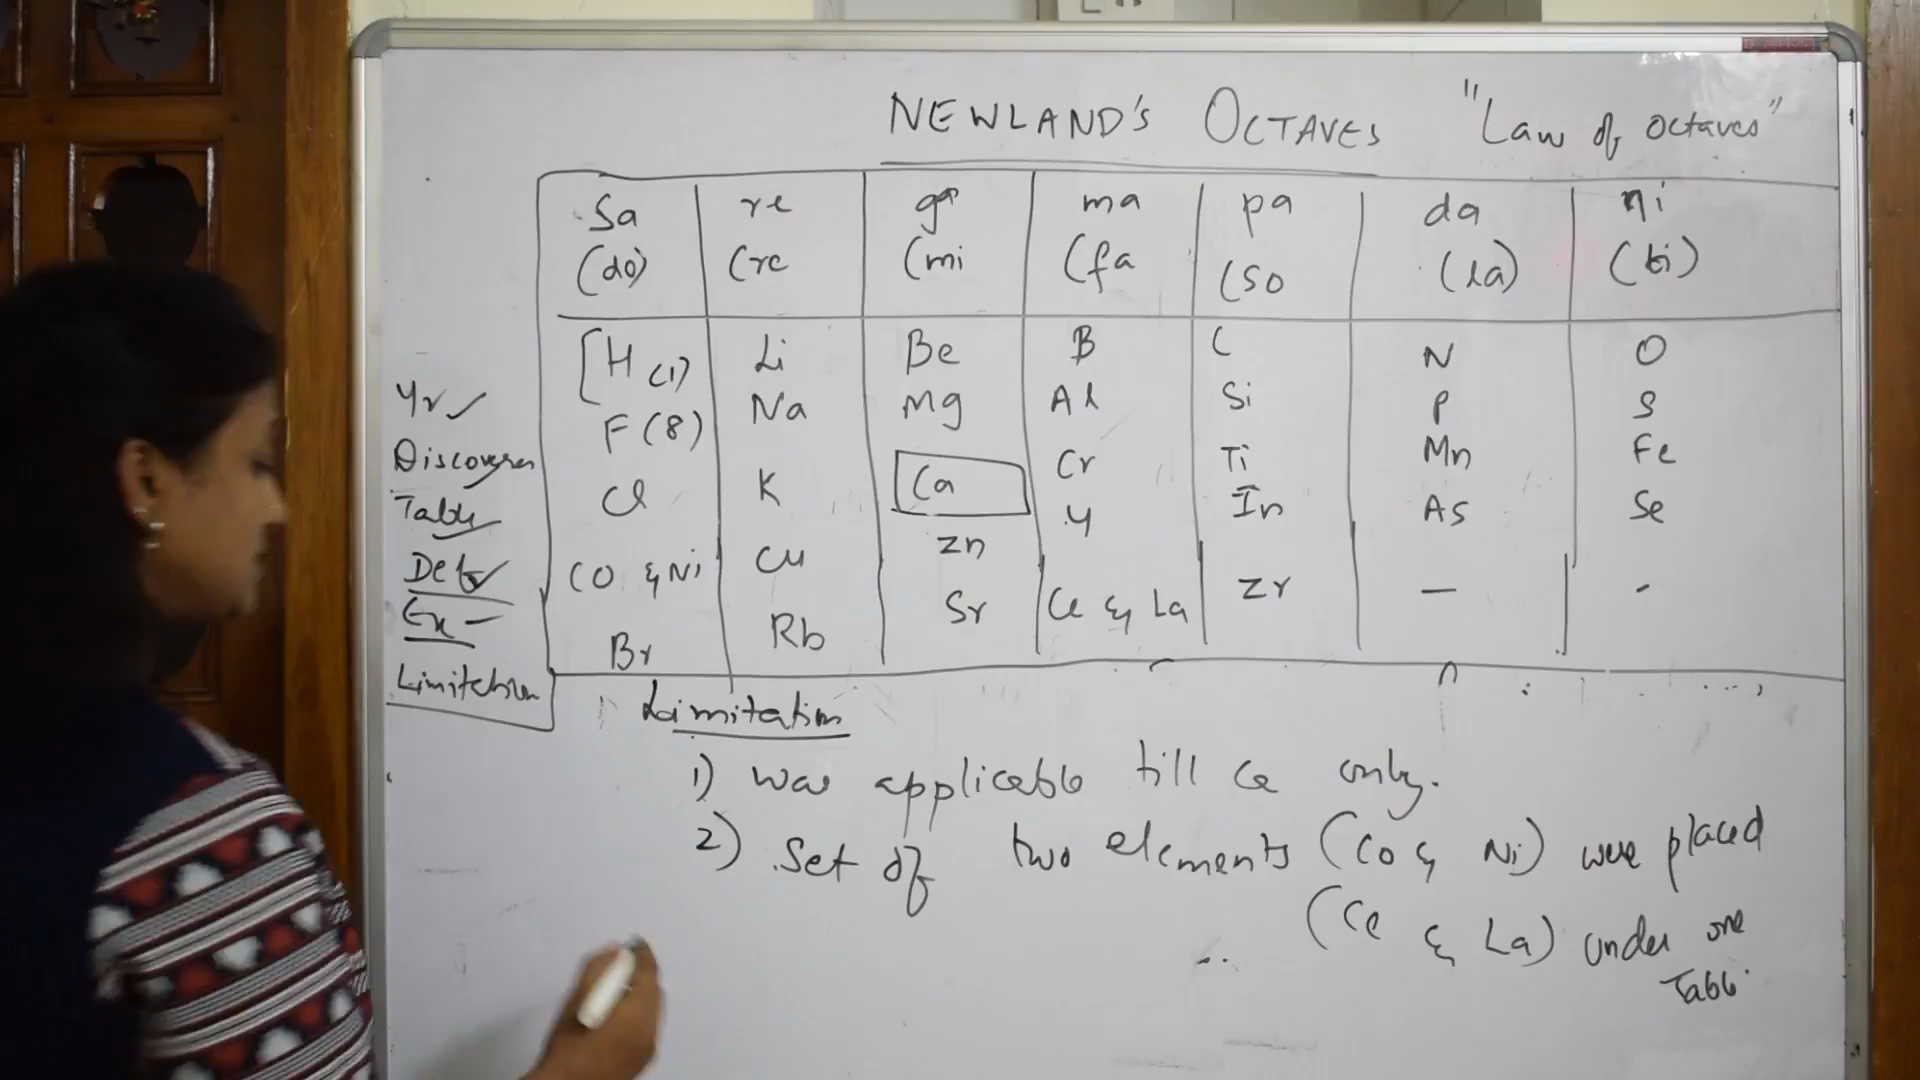 NEWLAND'S OCTAVES "Law of octaves"
Sa re ga ma pa da ni
(do) (re (mi (fa (so (la) (ti)
H (1) Li Be B C N O
F (8) Na Mg Al Si P S
Cl K Ca Cr Ti Mn Fe
Co & Ni Cu Zn Y In As Se
Br Rb Sr Ce & La Zr — -
Yr
Discoverer
Table
Def
Ex -
Limitation
Limitation
1) was applicable till Ca only.
2) Set of two elements (Co & Ni) were placed
(Ce & La) under one
Table